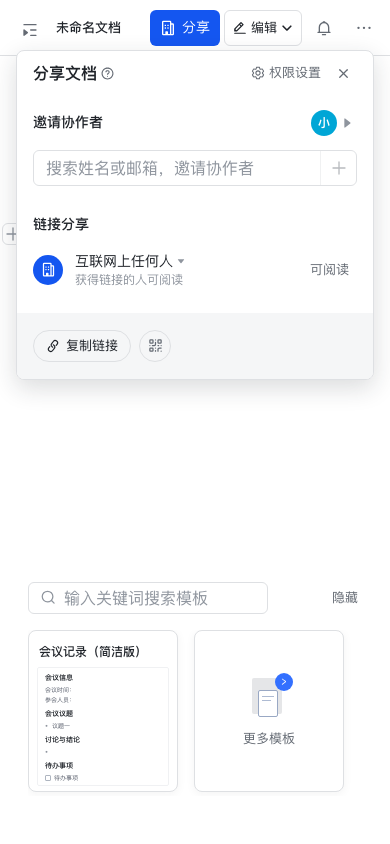 未命名文档
分享
编辑
分享文档
权限设置
邀请协作者
小
搜索姓名或邮箱，邀请协作者
链接分享
互联网上任何人
获得链接的人可阅读
可阅读
复制链接
输入关键词搜索模板
隐藏
会议记录（简洁版）
会议信息
会议时间：
参会人员：
会议议题
• 议题一
讨论与结论
•
待办事项
待办事项
更多模板